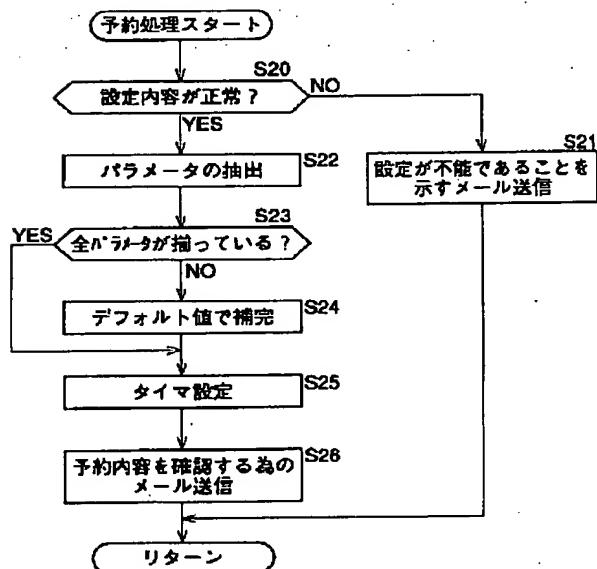 予約処理スタート
S20
設定内容が正常?
NO
YES
S21
設定が不能であることを
示すメール送信
S22
パラメータの抽出
S23
YES
全パラメータが揃っている?
NO
S24
デフォルト値で補完
S25
タイマ設定
S26
予約内容を確認する為の
メール送信
リターン